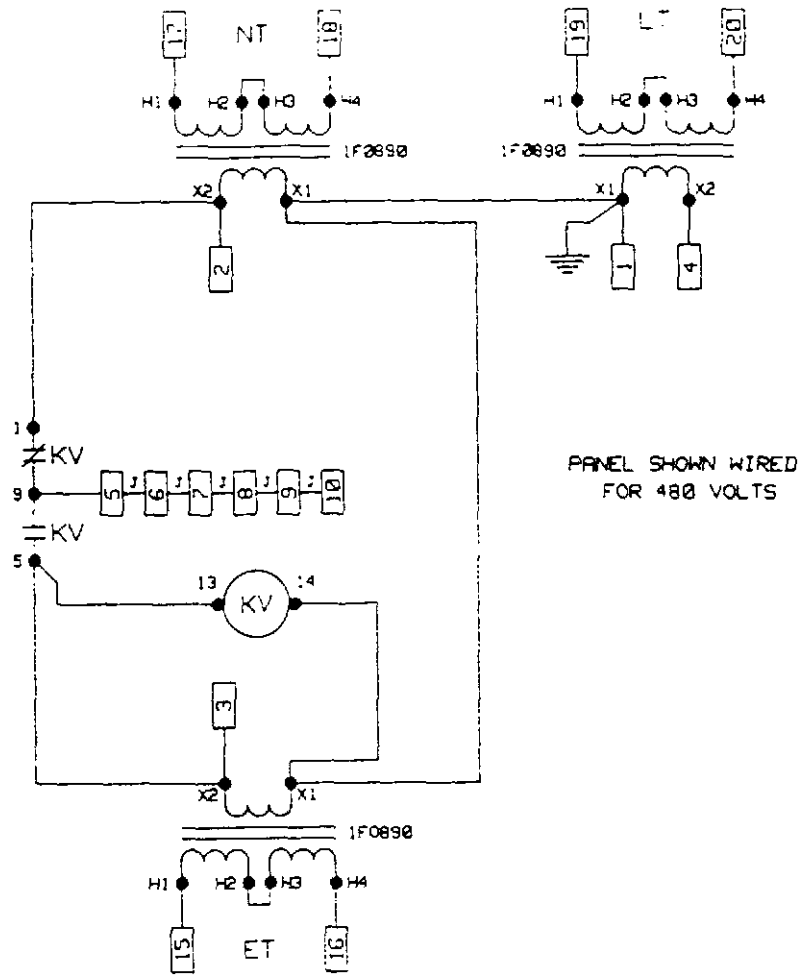 17 NT 18
19 LT 20
H1 H2 H3 H4
H1 H2 H3 H4
1F0890
1F0890
X2 X1
X1 X2
2
1 4
1
KV
9
5 J 6 J 7 J 8 J 9 J 10
KV
5
13 KV 14
PANEL SHOWN WIRED
FOR 480 VOLTS
3
X2 X1
1F0890
H1 H2 H3 H4
15 ET 16